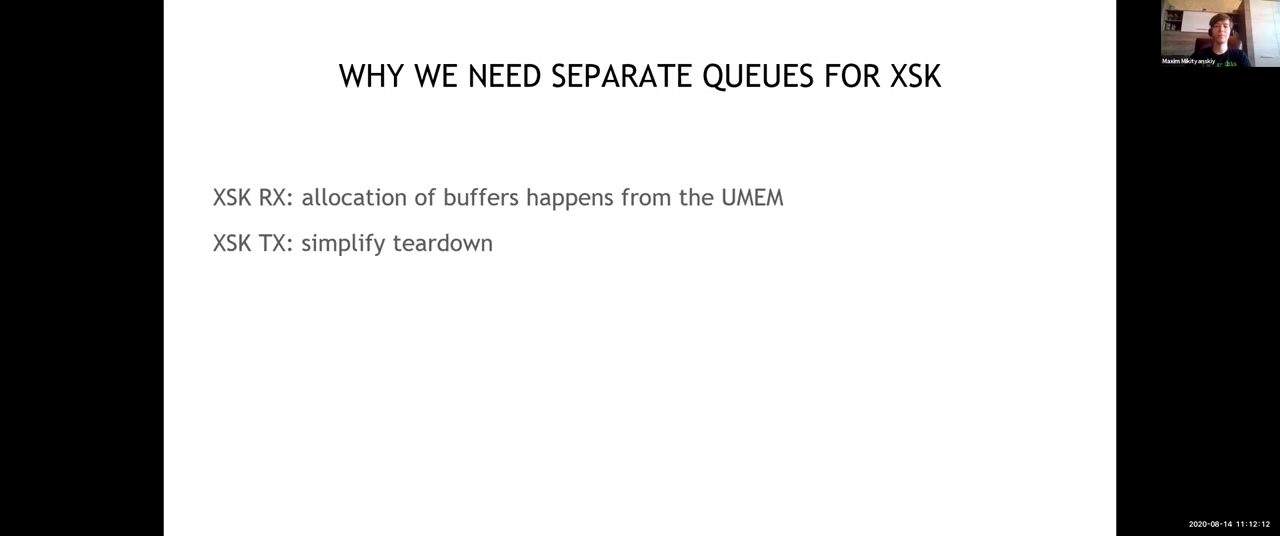 WHY WE NEED SEPARATE QUEUES FOR XSK
Maxim Mikityanskiy
XSK RX: allocation of buffers happens from the UMEM
XSK TX: simplify teardown
2020-08-14 11:12:12